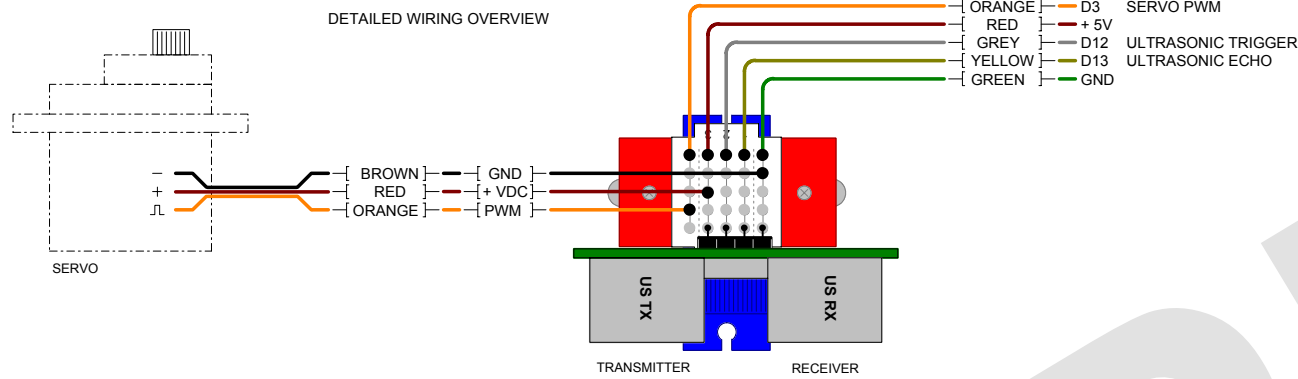 DETAILED WIRING OVERVIEW
ORANGE D3 SERVO PWM
RED + 5V
GREY D12 ULTRASONIC TRIGGER
YELLOW D13 ULTRASONIC ECHO
GREEN GND
− BROWN GND
+ RED + VDC
ORANGE PWM
SERVO
US TX
US RX
TRANSMITTER
RECEIVER